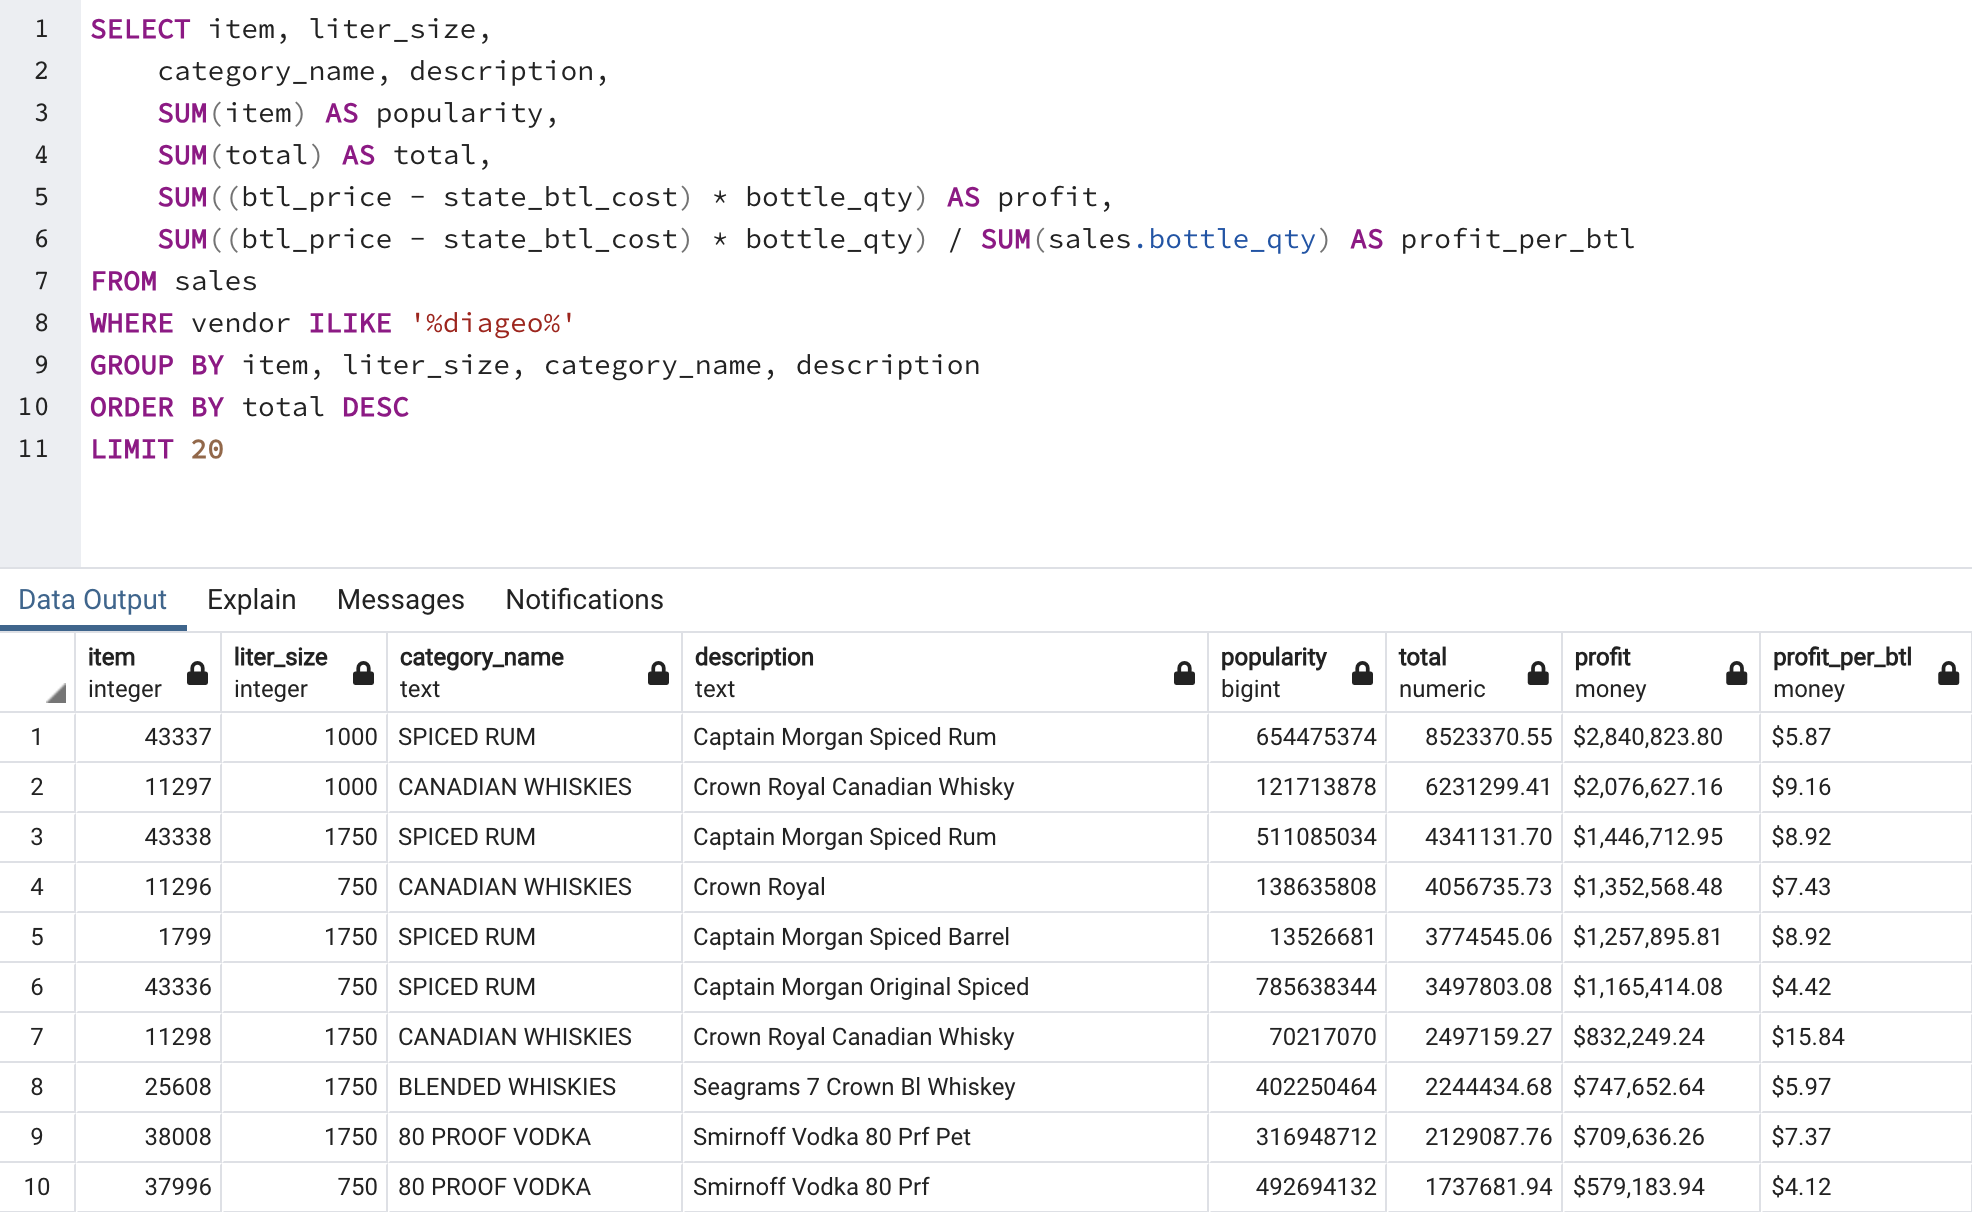 1 SELECT item, liter_size,
2 category_name, description,
3 SUM(item) AS popularity,
4 SUM(total) AS total,
5 SUM((btl_price - state_btl_cost) * bottle_qty) AS profit,
6 SUM((btl_price - state_btl_cost) * bottle_qty) / SUM(sales.bottle_qty) AS profit_per_btl
7 FROM sales
8 WHERE vendor ILIKE '%diageo%'
9 GROUP BY item, liter_size, category_name, description
10 ORDER BY total DESC
11 LIMIT 20
Data Output Explain Messages Notifications
item liter_size category_name description popularity total profit profit_per_btl
integer integer text text bigint numeric money money
1 43337 1000 SPICED RUM Captain Morgan Spiced Rum 654475374 8523370.55 $2,840,823.80 $5.87
2 11297 1000 CANADIAN WHISKIES Crown Royal Canadian Whisky 121713878 6231299.41 $2,076,627.16 $9.16
3 43338 1750 SPICED RUM Captain Morgan Spiced Rum 511085034 4341131.70 $1,446,712.95 $8.92
4 11296 750 CANADIAN WHISKIES Crown Royal 138635808 4056735.73 $1,352,568.48 $7.43
5 1799 1750 SPICED RUM Captain Morgan Spiced Barrel 13526681 3774545.06 $1,257,895.81 $8.92
6 43336 750 SPICED RUM Captain Morgan Original Spiced 785638344 3497803.08 $1,165,414.08 $4.42
7 11298 1750 CANADIAN WHISKIES Crown Royal Canadian Whisky 70217070 2497159.27 $832,249.24 $15.84
8 25608 1750 BLENDED WHISKIES Seagrams 7 Crown Bl Whiskey 402250464 2244434.68 $747,652.64 $5.97
9 38008 1750 80 PROOF VODKA Smirnoff Vodka 80 Prf Pet 316948712 2129087.76 $709,636.26 $7.37
10 37996 750 80 PROOF VODKA Smirnoff Vodka 80 Prf 492694132 1737681.94 $579,183.94 $4.12